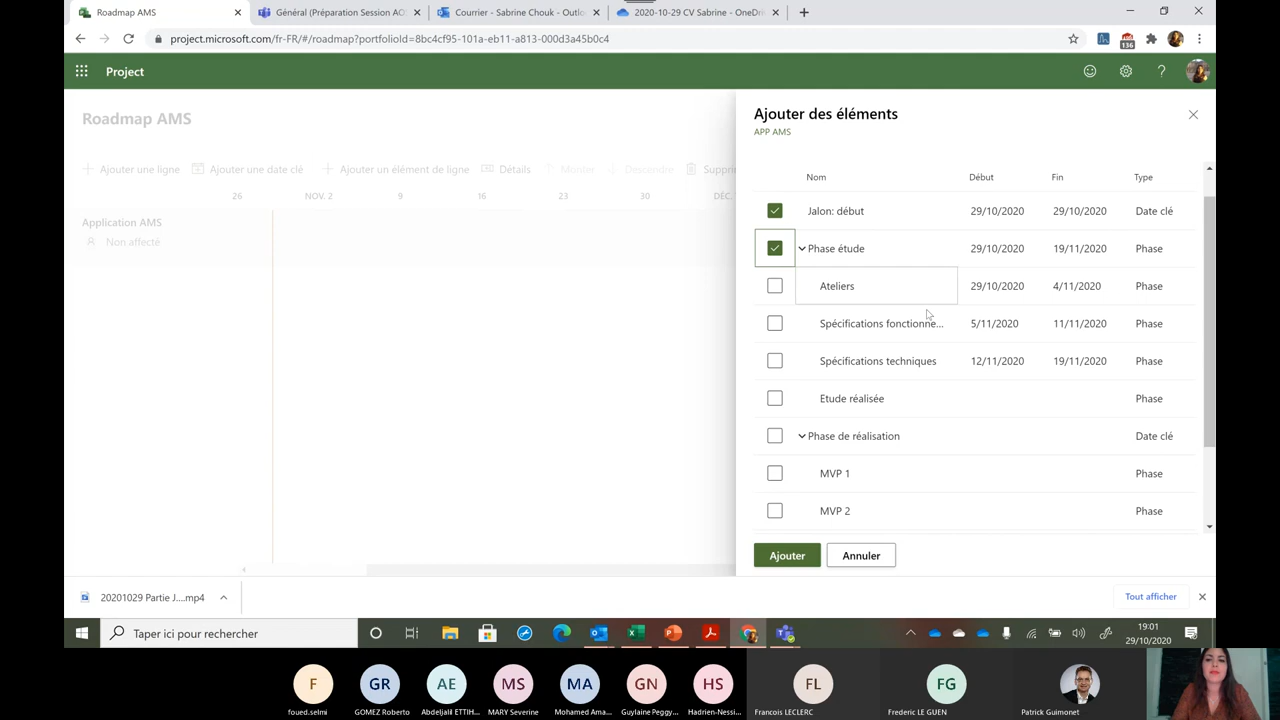 Roadmap AMS
Général (Préparation Session AOS
Courrier - Sabrine Chouk - Outlo
2020-10-29 CV Sabrine - OneDri
project.microsoft.com/fr-FR/#/roadmap?portfolioId=8bc4cf95-101a-eb11-a813-000d3a45b0c4
136
Project
Roadmap AMS
Ajouter une ligne
Ajouter une date clé
Ajouter un élément de ligne
Détails
Monter
Descendre
Supprir
26
NOV. 2
9
16
23
30
DÉC.
Application AMS
Non affecté
Ajouter des éléments
APP AMS
Nom Début Fin Type
Jalon: début 29/10/2020 29/10/2020 Date clé
Phase étude 29/10/2020 19/11/2020 Phase
Ateliers 29/10/2020 4/11/2020 Phase
Spécifications fonctionne... 5/11/2020 11/11/2020 Phase
Spécifications techniques 12/11/2020 19/11/2020 Phase
Etude réalisée Phase
Phase de réalisation Date clé
MVP 1 Phase
MVP 2 Phase
Ajouter Annuler
20201029 Partie J....mp4
Tout afficher
Taper ici pour rechercher
19:01
29/10/2020
F
GR
AE
MS
MA
GN
HS
FL
FG
foued.selmi
GOMEZ Roberto
Abdeljalil ETTIH...
MARY Severine
Mohamed Ama...
Guylaine Peggy...
Hadrien-Nessi...
Francois LECLERC
Frederic LE GUEN
Patrick Guimonet